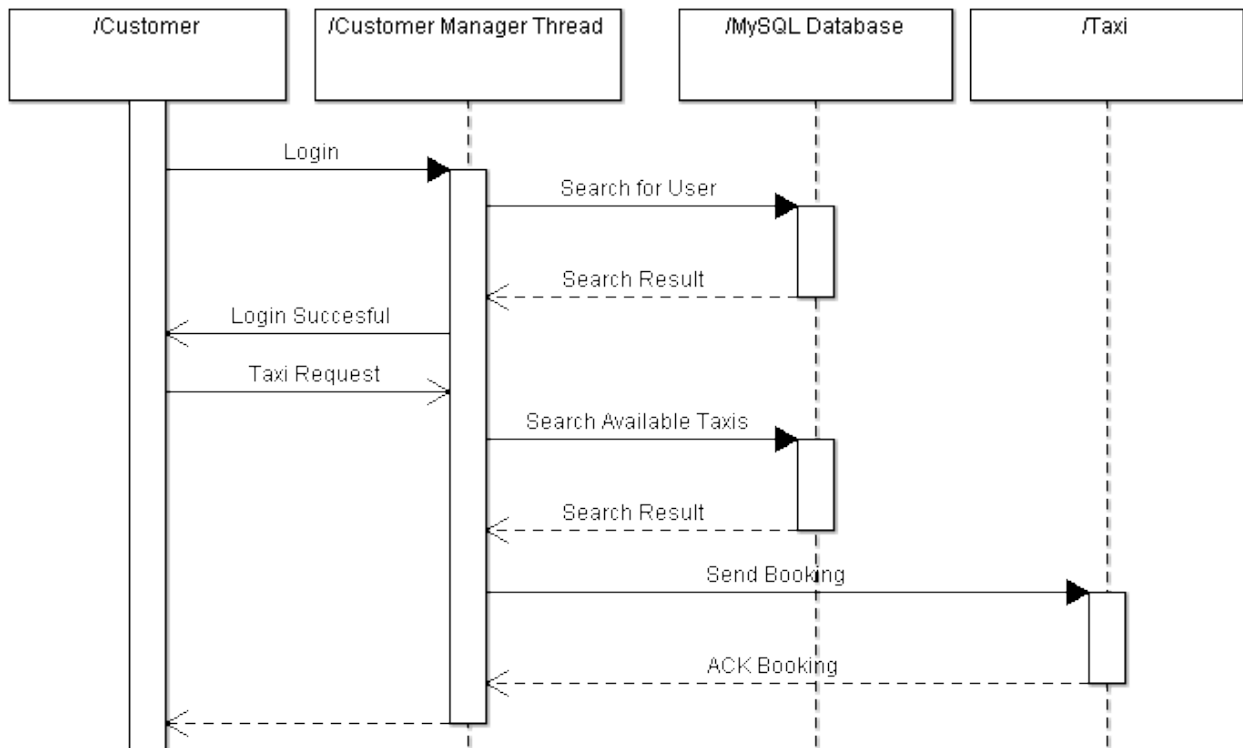 /Customer
/Customer Manager Thread
/MySQL Database
/Taxi
Login
Search for User
Search Result
Login Succesful
Taxi Request
Search Available Taxis
Search Result
Send Booking
ACK Booking